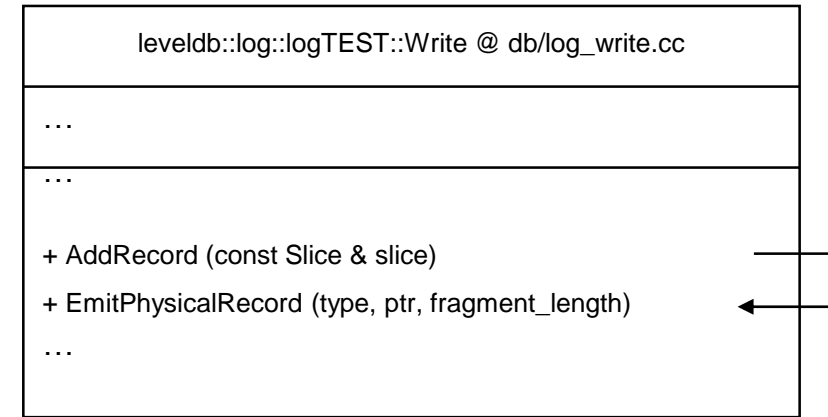 leveldb::log::logTEST::Write @ db/log_write.cc
…
…
+ AddRecord (const Slice & slice)
+ EmitPhysicalRecord (type, ptr, fragment_length)
…